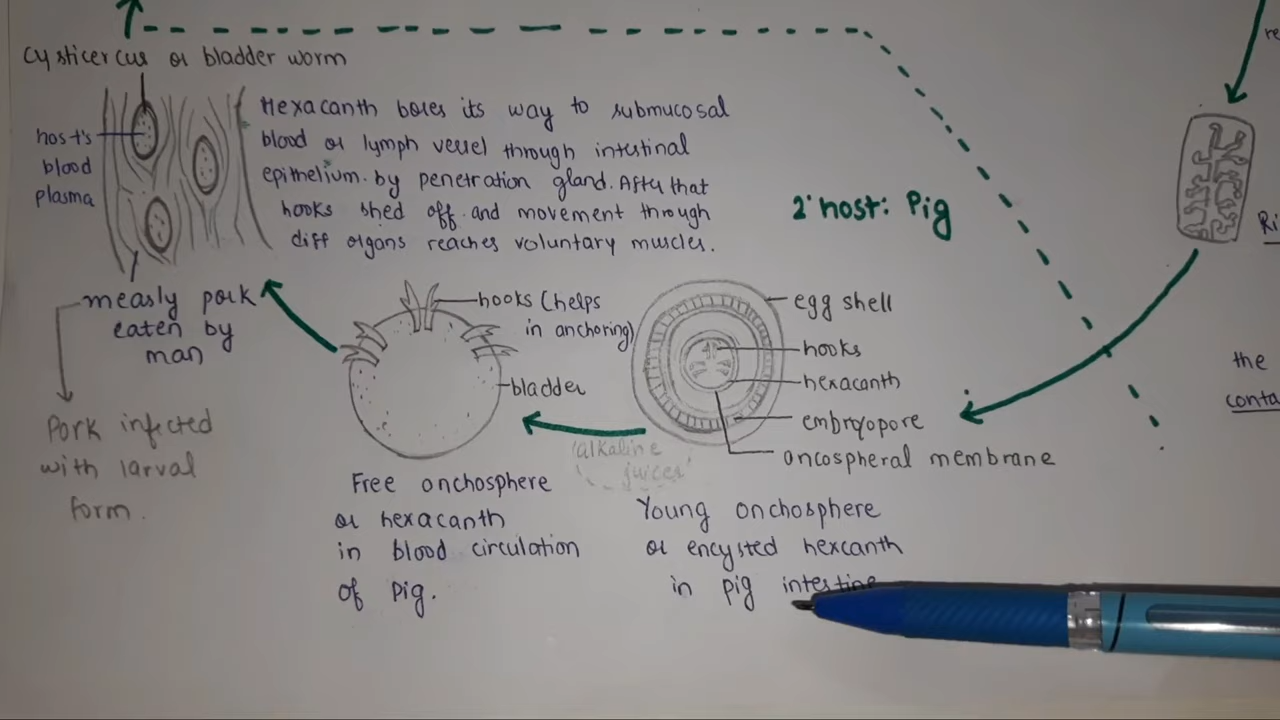 cysticercus or bladder worm
host's
blood
plasma
Hexacanth bores its way to submucosal
blood or lymph vessel through intestinal
epithelium. by penetration gland. After that
hooks shed off and movement through
diff organs reaches voluntary muscles.
2° host: Pig
measly pork
eaten by
man
Pork infected
with larval
form.
hooks (helps
in anchoring)
bladder
Free onchosphere
or hexacanth
in blood circulation
of pig.
alkaline
juices
egg shell
hooks
hexacanth
embryopore
oncospheral membrane
Young onchosphere
or encysted hexcanth
in pig intestine
re
Ri
the
conta